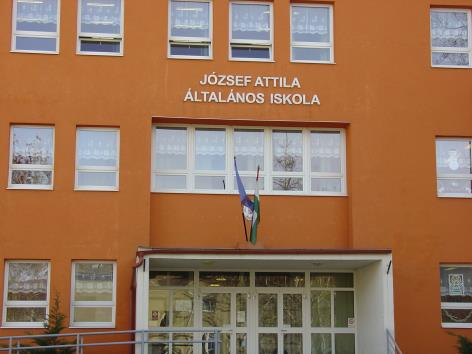 JÓZSEF ATTILA
ÁLTALÁNOS ISKOLA